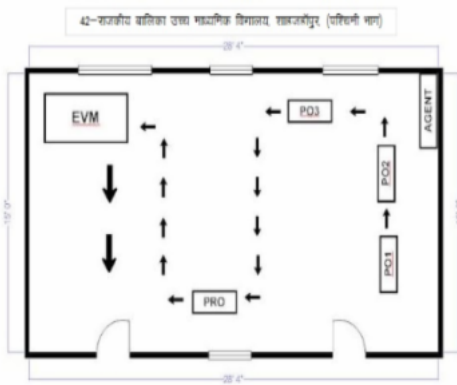 42–राजकीय बालिका उच्च माध्यमिक विद्यालय, शाहजहाँपुर, (पश्चिमी भाग)
28'4"
EVM
PO3
AGENT
PO2
PO1
PRO
28'4"